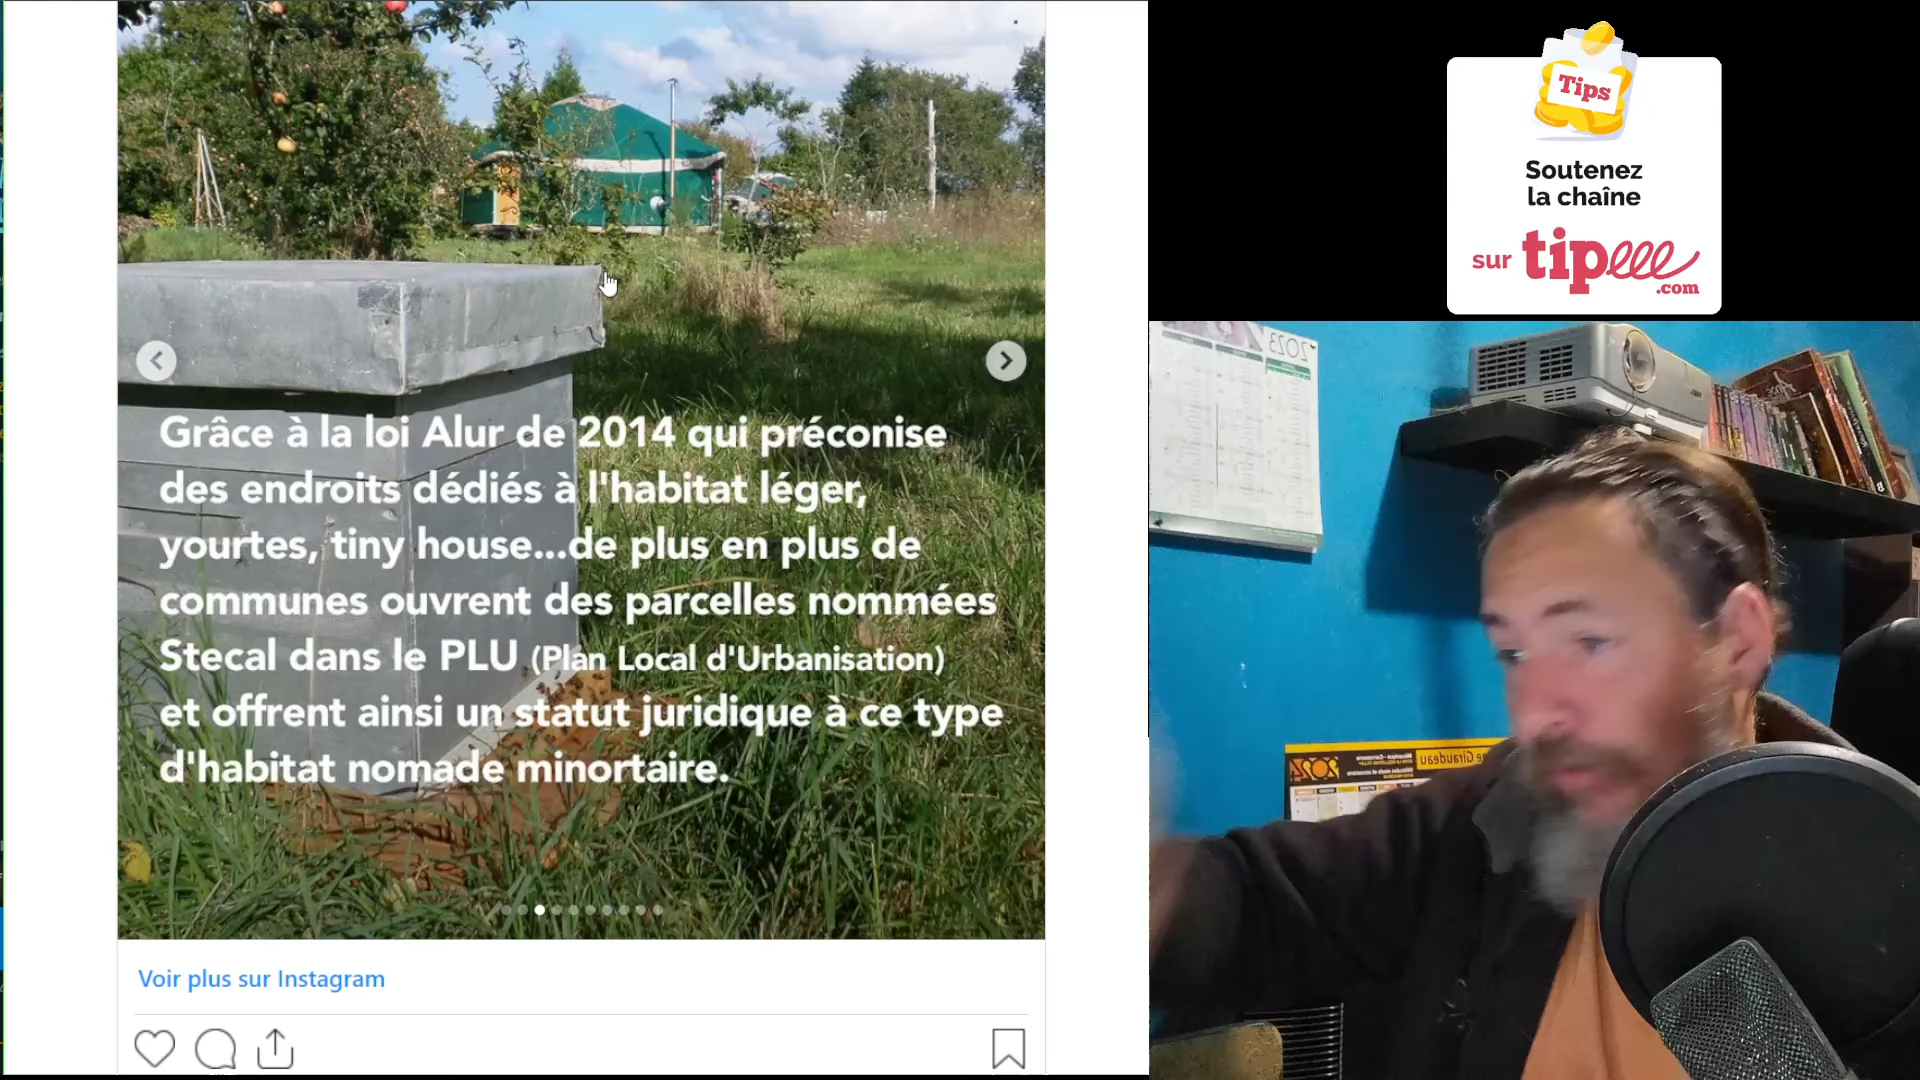 Grâce à la loi Alur de 2014 qui préconise
des endroits dédiés à l'habitat léger,
yourtes, tiny house...de plus en plus de
communes ouvrent des parcelles nommées
Stecal dans le PLU (Plan Local d'Urbanisation)
et offrent ainsi un statut juridique à ce type
d'habitat nomade minortaire.
Voir plus sur Instagram
Tips
Soutenez
la chaîne
sur tipeee
.com
2023
2022
Giraudeau